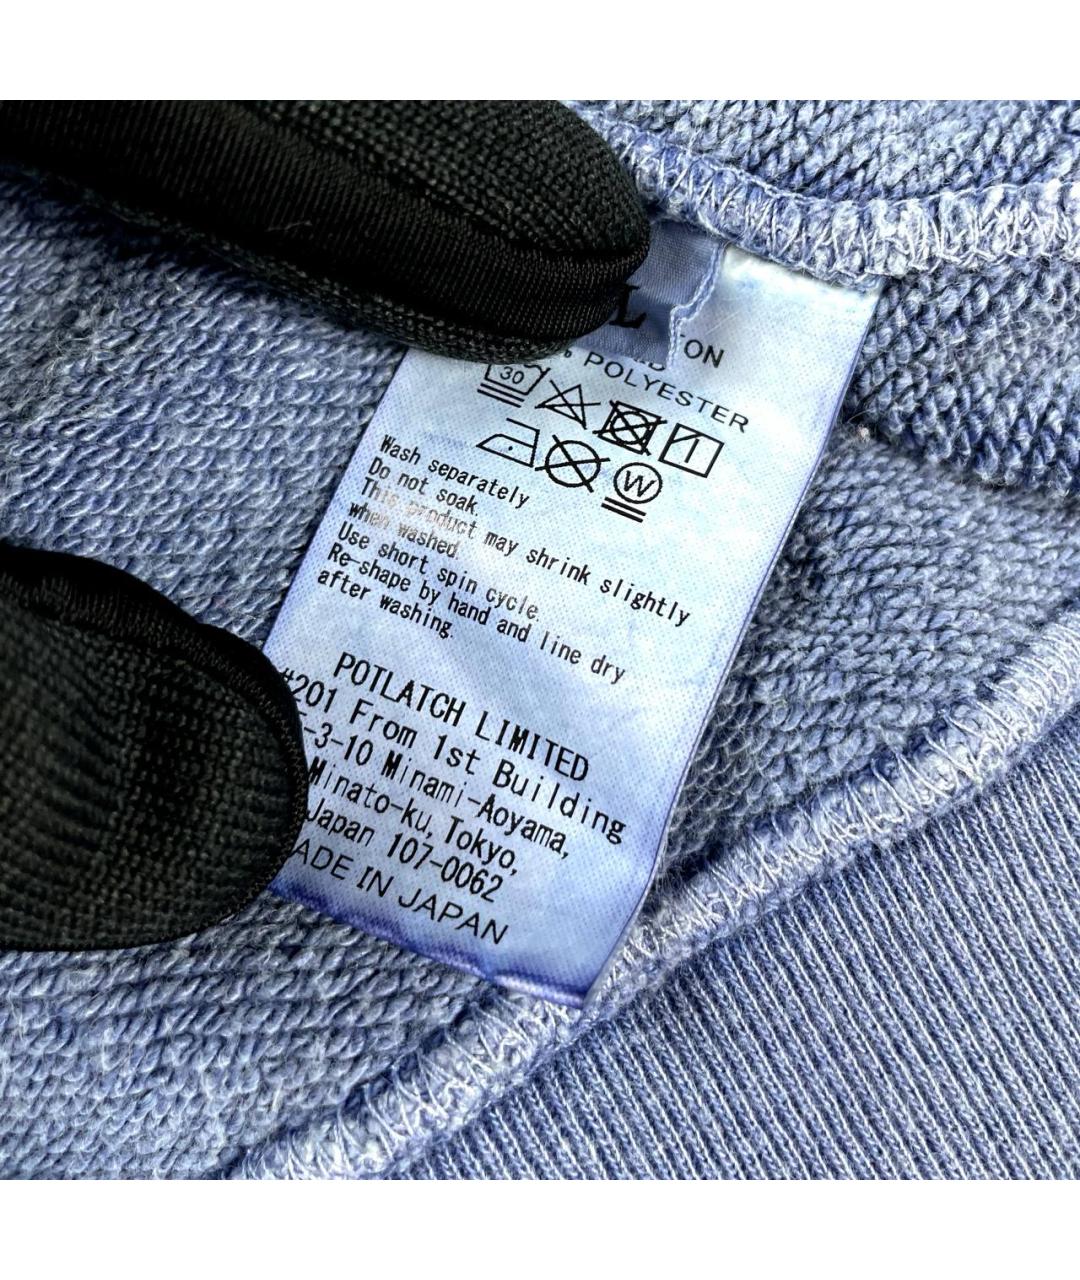 L
ON
POLYESTER
30
W
Wash separately
Do not soak.
This product may shrink slightly
when washed.
Use short spin cycle.
Re-shape by hand and line dry
after washing.
POTLATCH LIMITED
#201 From 1st Building
-3-10 Minami-Aoyama,
Minato-ku, Tokyo,
Japan 107-0062
ADE IN JAPAN